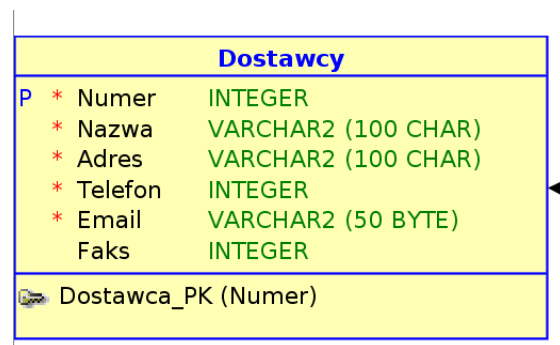 Dostawcy
P * Numer INTEGER
* Nazwa VARCHAR2 (100 CHAR)
* Adres VARCHAR2 (100 CHAR)
* Telefon INTEGER
* Email VARCHAR2 (50 BYTE)
Faks INTEGER
Dostawca_PK (Numer)